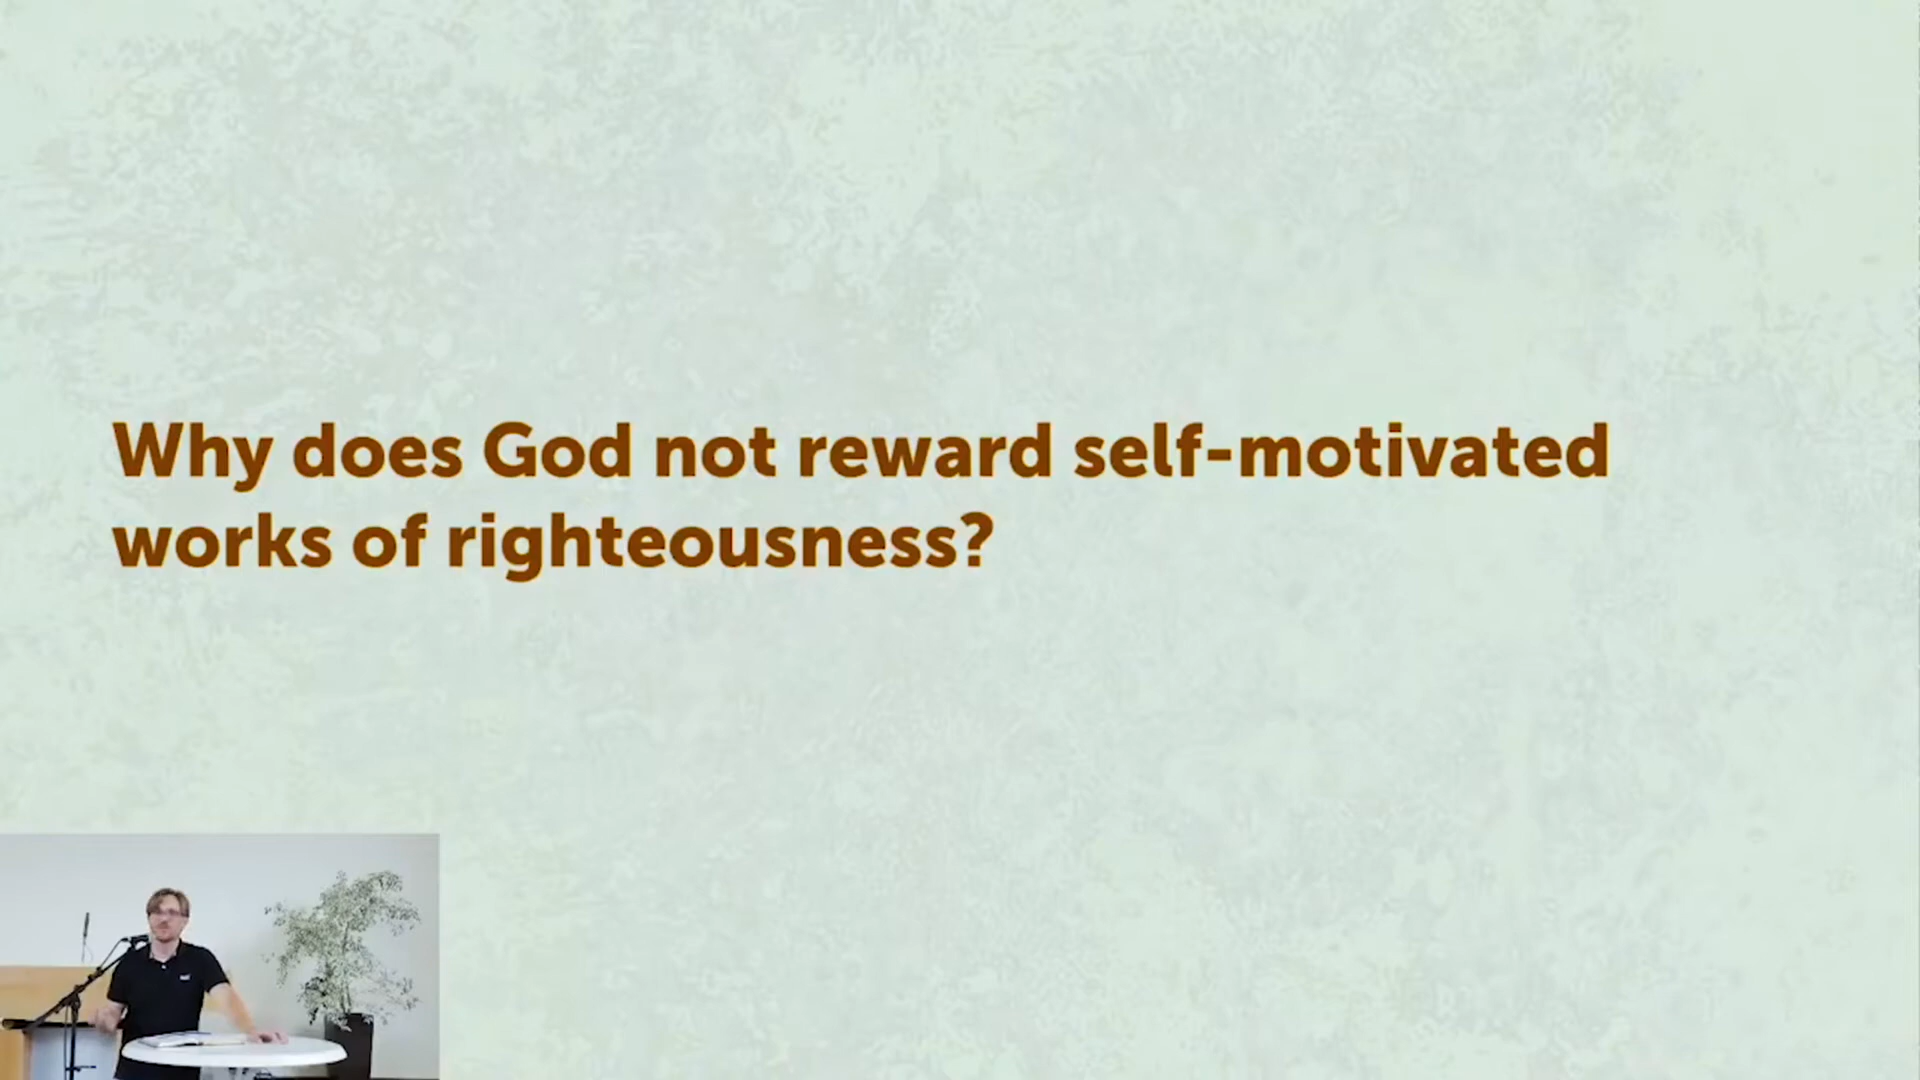 Why does God not reward self-motivated
works of righteousness?